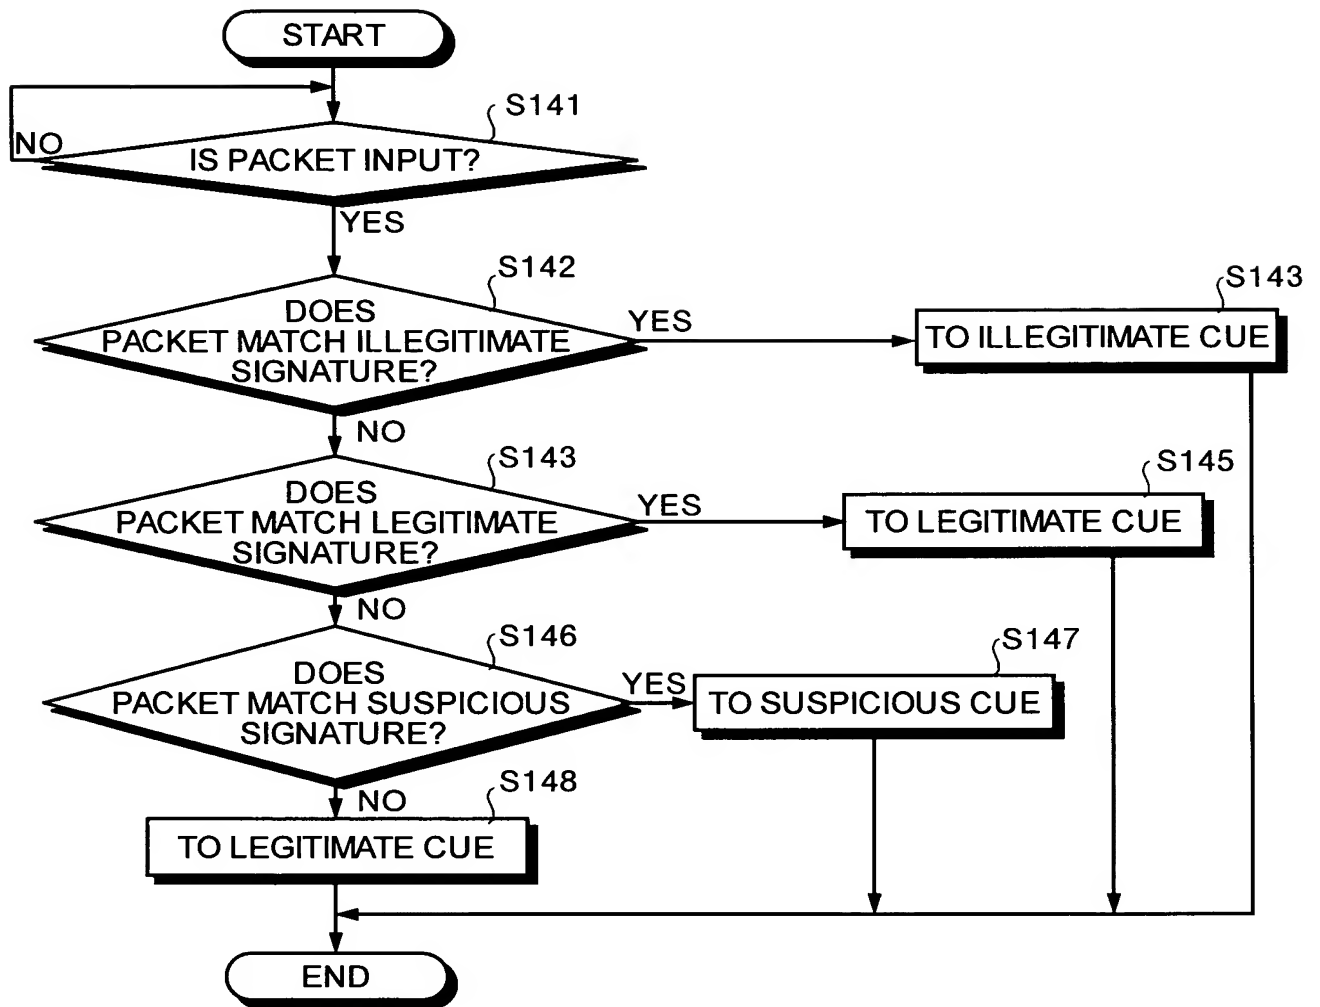 START
S141
NO
IS PACKET INPUT?
YES
S142
DOES
PACKET MATCH ILLEGITIMATE
SIGNATURE?
YES
S143
TO ILLEGITIMATE CUE
NO
S143
DOES
PACKET MATCH LEGITIMATE
SIGNATURE?
YES
S145
TO LEGITIMATE CUE
NO
S146
DOES
PACKET MATCH SUSPICIOUS
SIGNATURE?
YES
S147
TO SUSPICIOUS CUE
NO
S148
TO LEGITIMATE CUE
END